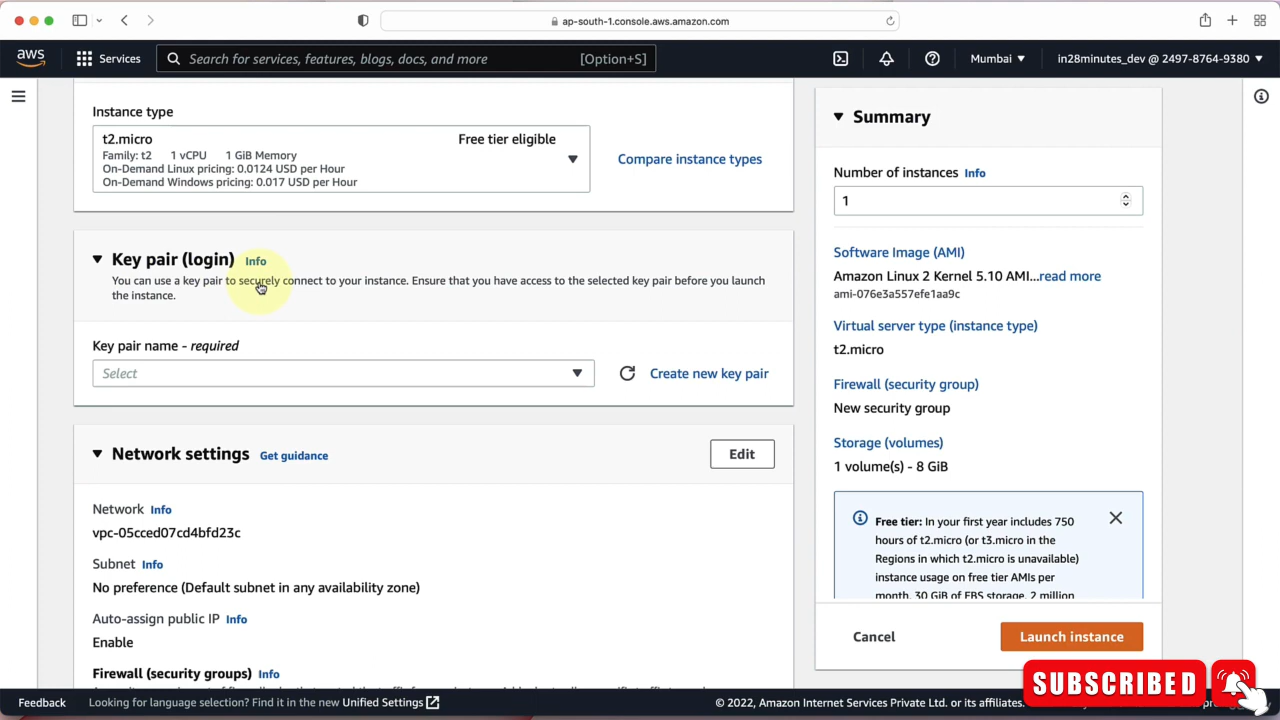 ap-south-1.console.aws.amazon.com
aws
Services
Search for services, features, blogs, docs, and more
[Option+S]
Mumbai
in28minutes_dev @ 2497-8764-9380
Instance type
t2.micro
Free tier eligible
Family: t2 1 vCPU 1 GiB Memory
On-Demand Linux pricing: 0.0124 USD per Hour
On-Demand Windows pricing: 0.017 USD per Hour
Compare instance types
Key pair (login) Info
You can use a key pair to securely connect to your instance. Ensure that you have access to the selected key pair before you launch
the instance.
Key pair name - required
Select
Create new key pair
Network settings Get guidance
Edit
Network Info
vpc-05cced07cd4bfd23c
Subnet Info
No preference (Default subnet in any availability zone)
Auto-assign public IP Info
Enable
Firewall (security groups) Info
Summary
Number of instances Info
1
Software Image (AMI)
Amazon Linux 2 Kernel 5.10 AMI...read more
ami-076e3a557efe1aa9c
Virtual server type (instance type)
t2.micro
Firewall (security group)
New security group
Storage (volumes)
1 volume(s) - 8 GiB
Free tier: In your first year includes 750
hours of t2.micro (or t3.micro in the
Regions in which t2.micro is unavailable)
instance usage on free tier AMIs per
month, 30 GiB of EBS storage, 2 million
Cancel
Launch instance
SUBSCRIBED
Feedback
Looking for language selection? Find it in the new Unified Settings
© 2022, Amazon Internet Services Private Ltd. or its affiliates.